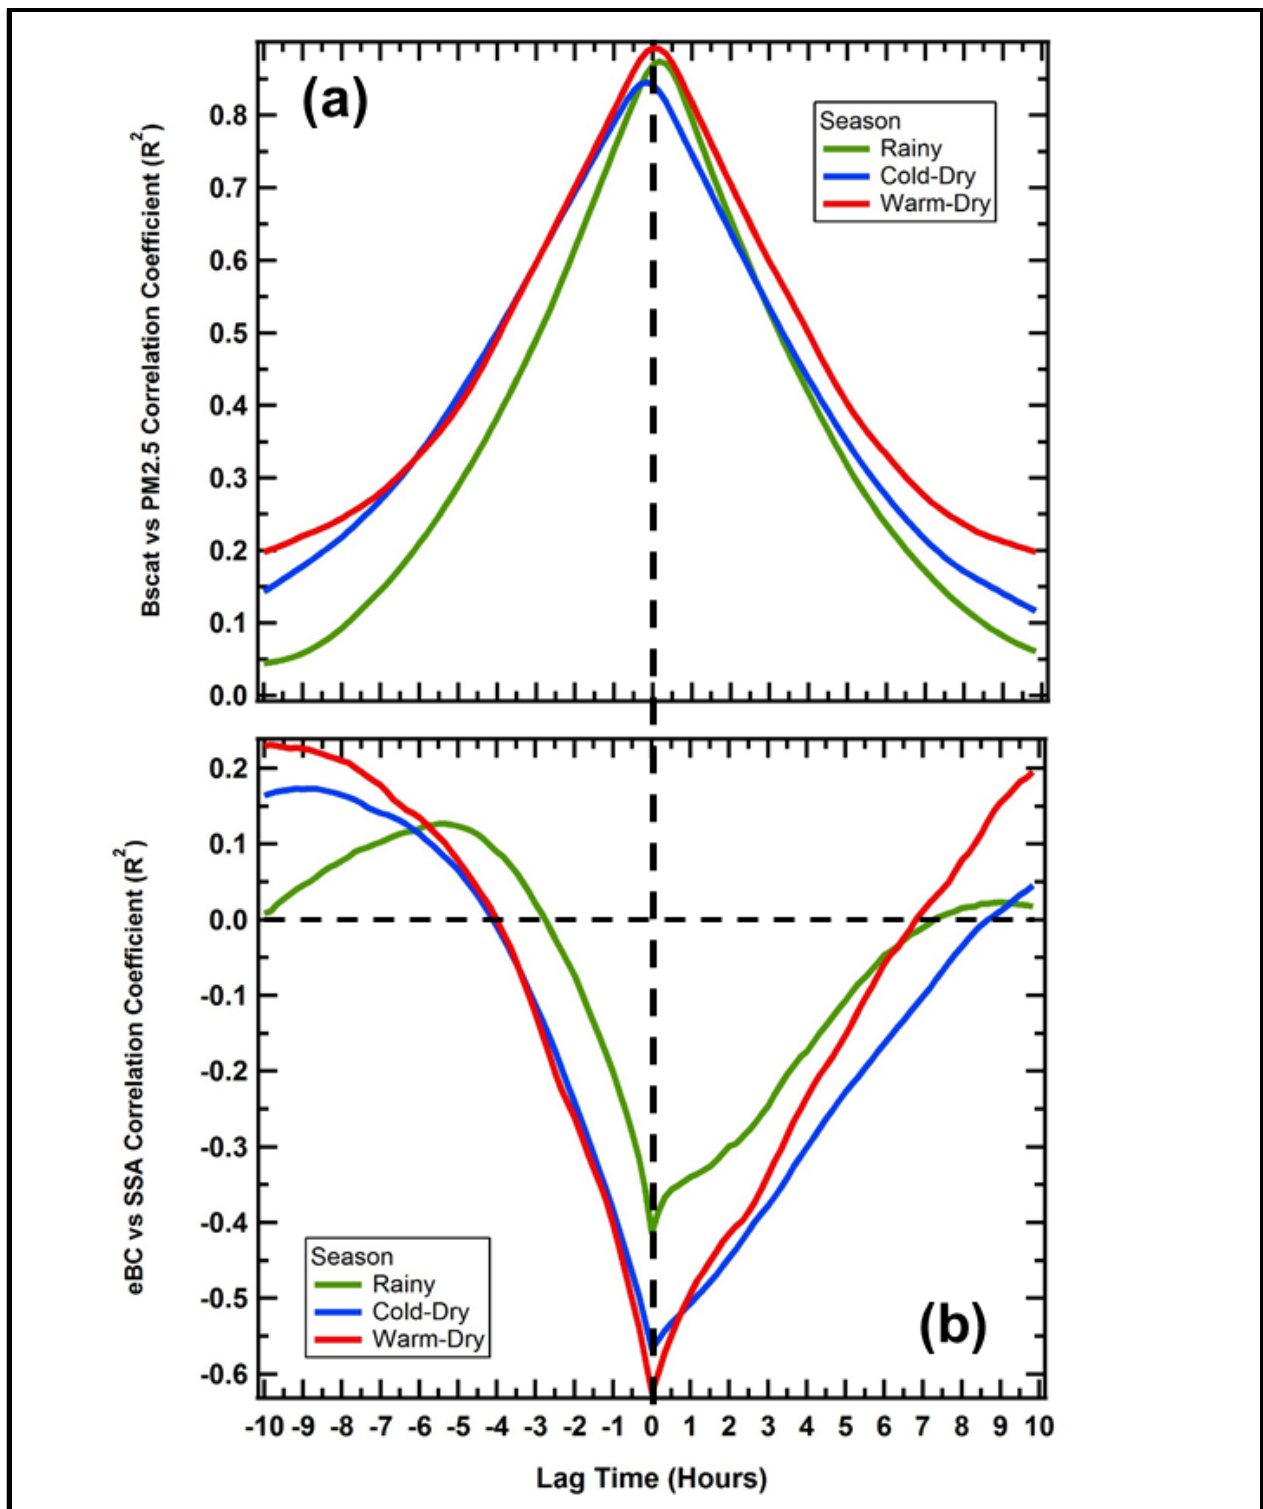 (a)
Bscat vs PM2.5 Correlation Coefficient (R²)
0.8
0.7
0.6
0.5
0.4
0.3
0.2
0.1
0.0
Season
Rainy
Cold-Dry
Warm-Dry
eBC vs SSA Correlation Coefficient (R²)
0.2
0.1
0.0
-0.1
-0.2
-0.3
-0.4
-0.5
-0.6
Season
Rainy
Cold-Dry
Warm-Dry
(b)
-10 -9 -8 -7 -6 -5 -4 -3 -2 -1 0 1 2 3 4 5 6 7 8 9 10
Lag Time (Hours)